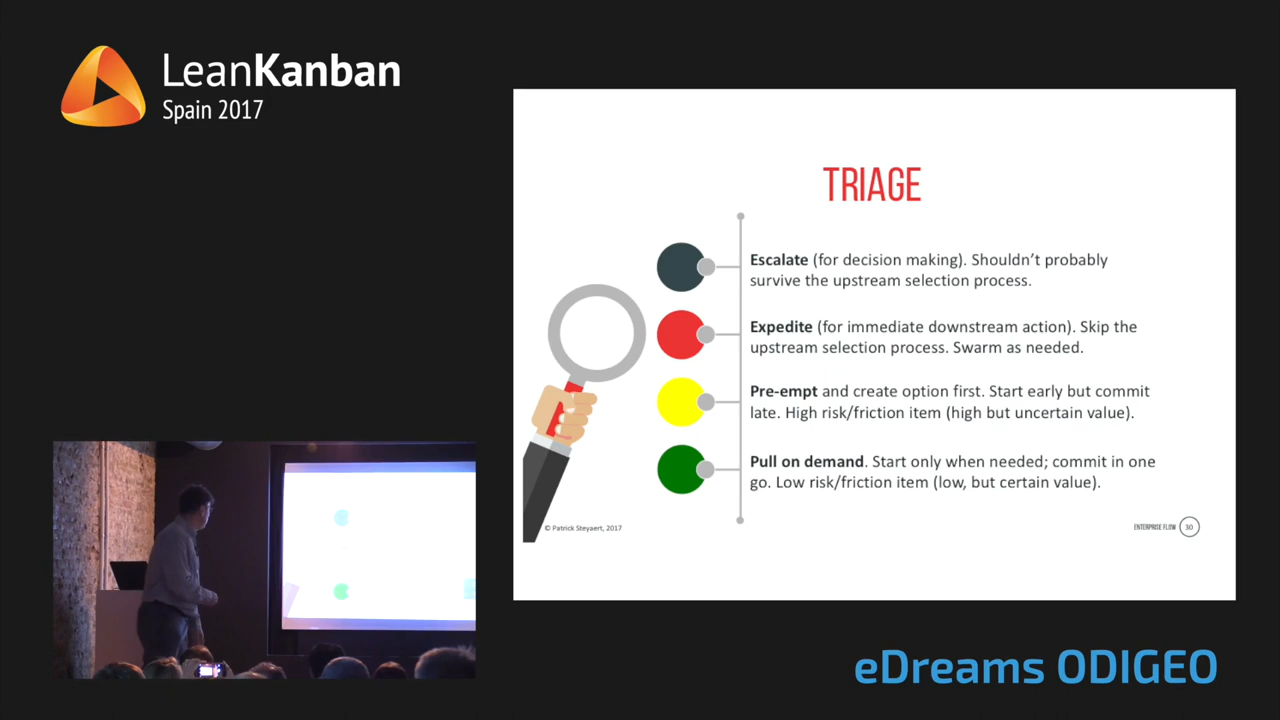 LeanKanban
Spain 2017
TRIAGE
Escalate (for decision making). Shouldn't probably
survive the upstream selection process.
Expedite (for immediate downstream action). Skip the
upstream selection process. Swarm as needed.
Pre-empt and create option first. Start early but commit
late. High risk/friction item (high but uncertain value).
Pull on demand. Start only when needed; commit in one
go. Low risk/friction item (low, but certain value).
© Patrick Steyaert, 2017
ENTERPRISE FLOW 30
eDreams ODIGEO